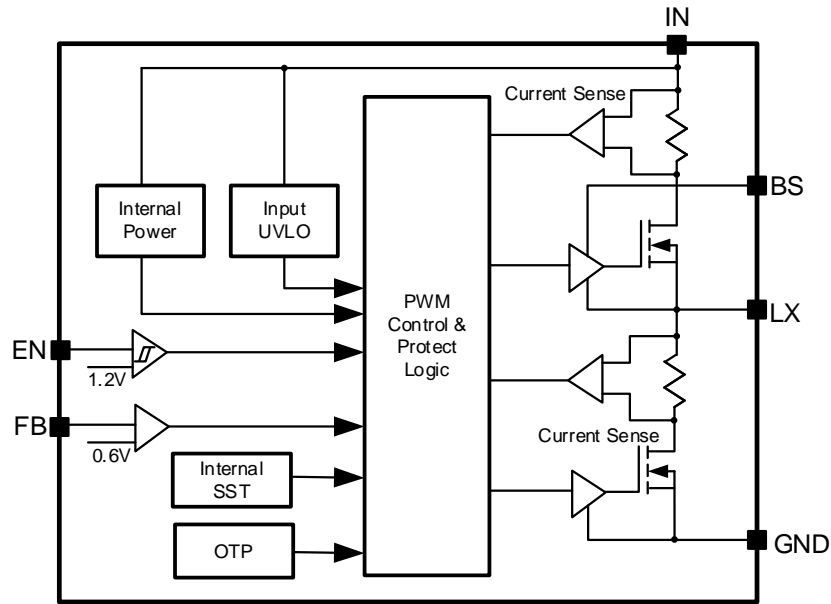 IN
Current Sense
BS
Internal
Power
Input
UVLO
PWM
Control &
Protect
Logic
LX
EN
1.2V
FB
0.6V
Current Sense
Internal
SST
OTP
GND